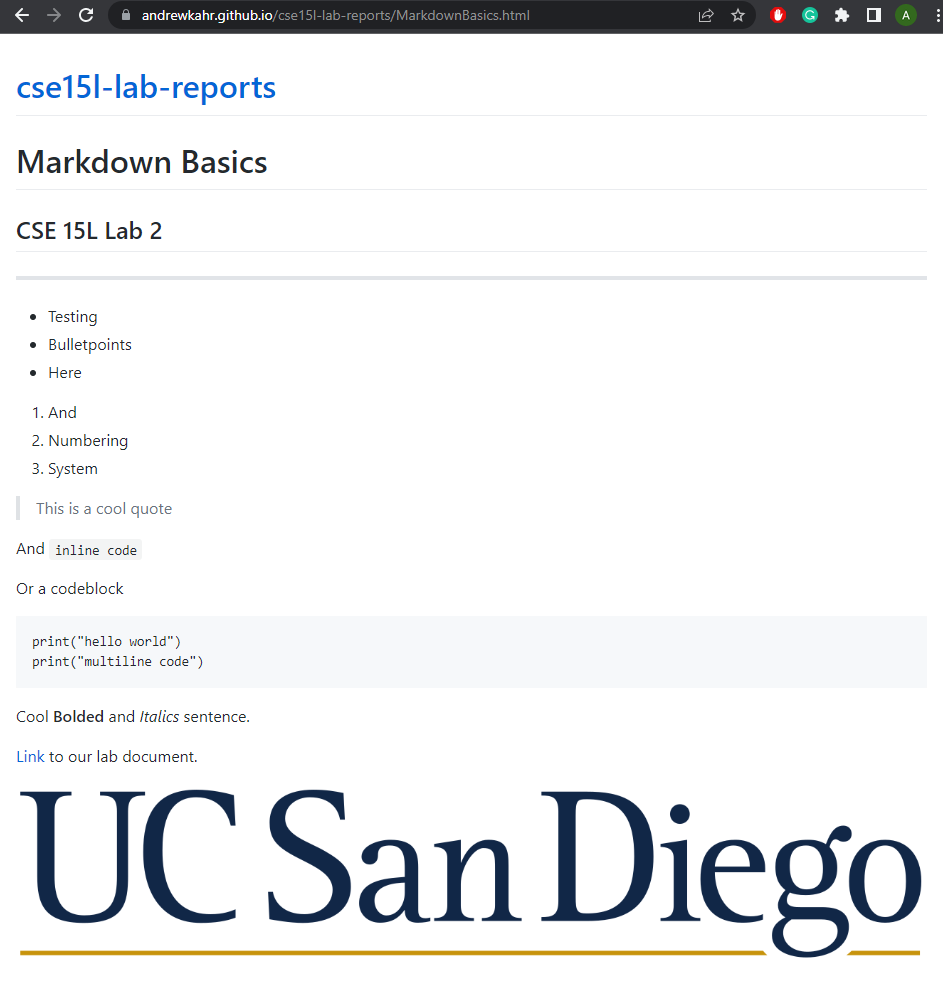 andrewkahr.github.io/cse15l-lab-reports/MarkdownBasics.html
G
A
cse15l-lab-reports
Markdown Basics
CSE 15L Lab 2
• Testing
• Bulletpoints
• Here
1. And
2. Numbering
3. System
This is a cool quote
And inline code
Or a codeblock
print("hello world")
print("multiline code")
Cool Bolded and Italics sentence.
Link to our lab document.
UC San Diego